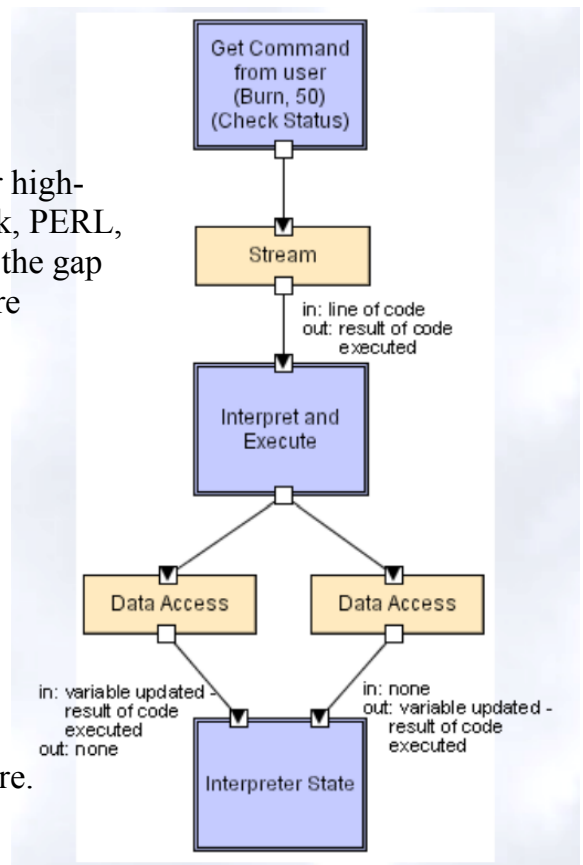 Get Command
from user
(Burn, 50)
(Check Status)
r high-
k, PERL,
the gap
re
Stream
in: line of code
out: result of code
executed
Interpret and
Execute
Data Access
Data Access
in: variable updated -
result of code
executed
out: none
in: none
out: variable updated -
result of code
executed
Interpreter State
re.